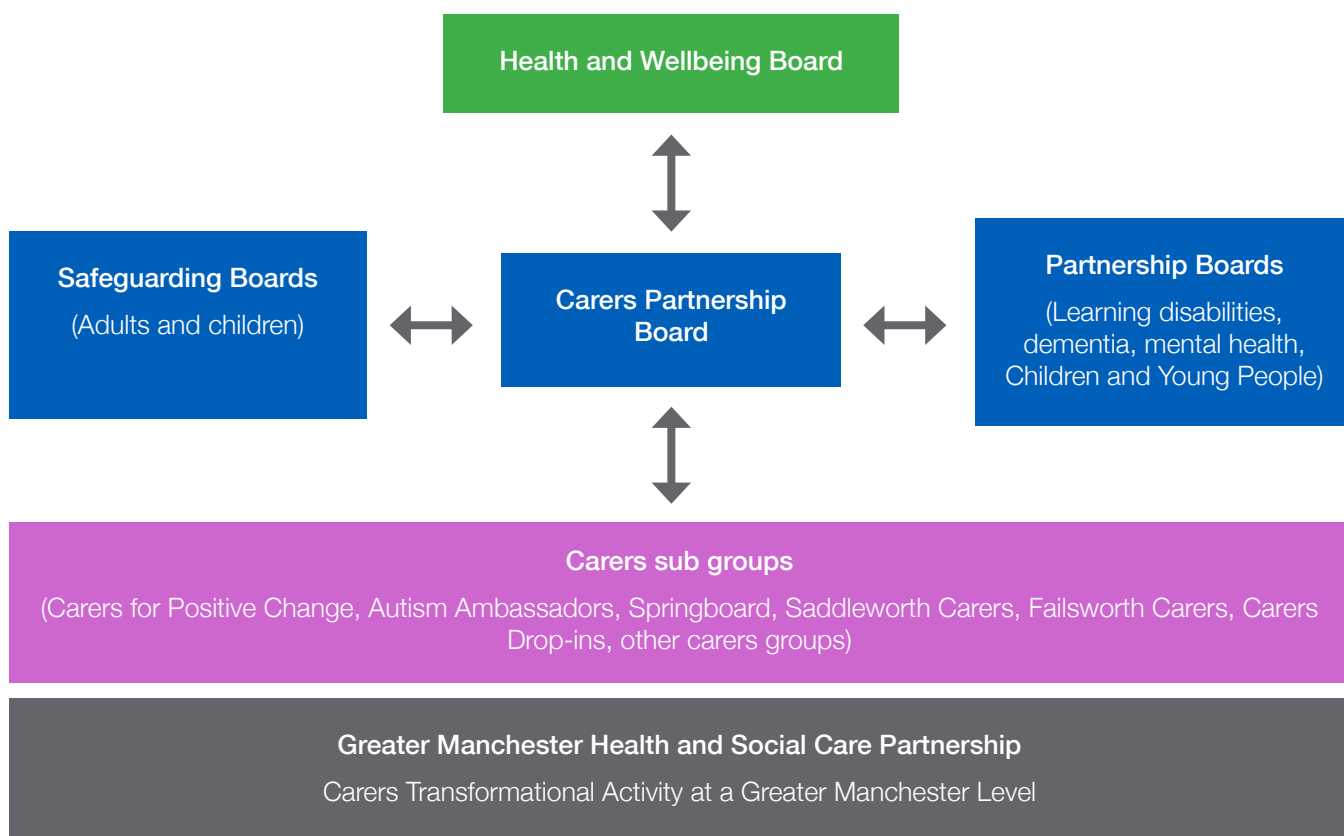 Health and Wellbeing Board
Safeguarding Boards
(Adults and children)
Carers Partnership
Board
Partnership Boards
(Learning disabilities,
dementia, mental health,
Children and Young People)
Carers sub groups
(Carers for Positive Change, Autism Ambassadors, Springboard, Saddleworth Carers, Failsworth Carers, Carers
Drop-ins, other carers groups)
Greater Manchester Health and Social Care Partnership
Carers Transformational Activity at a Greater Manchester Level